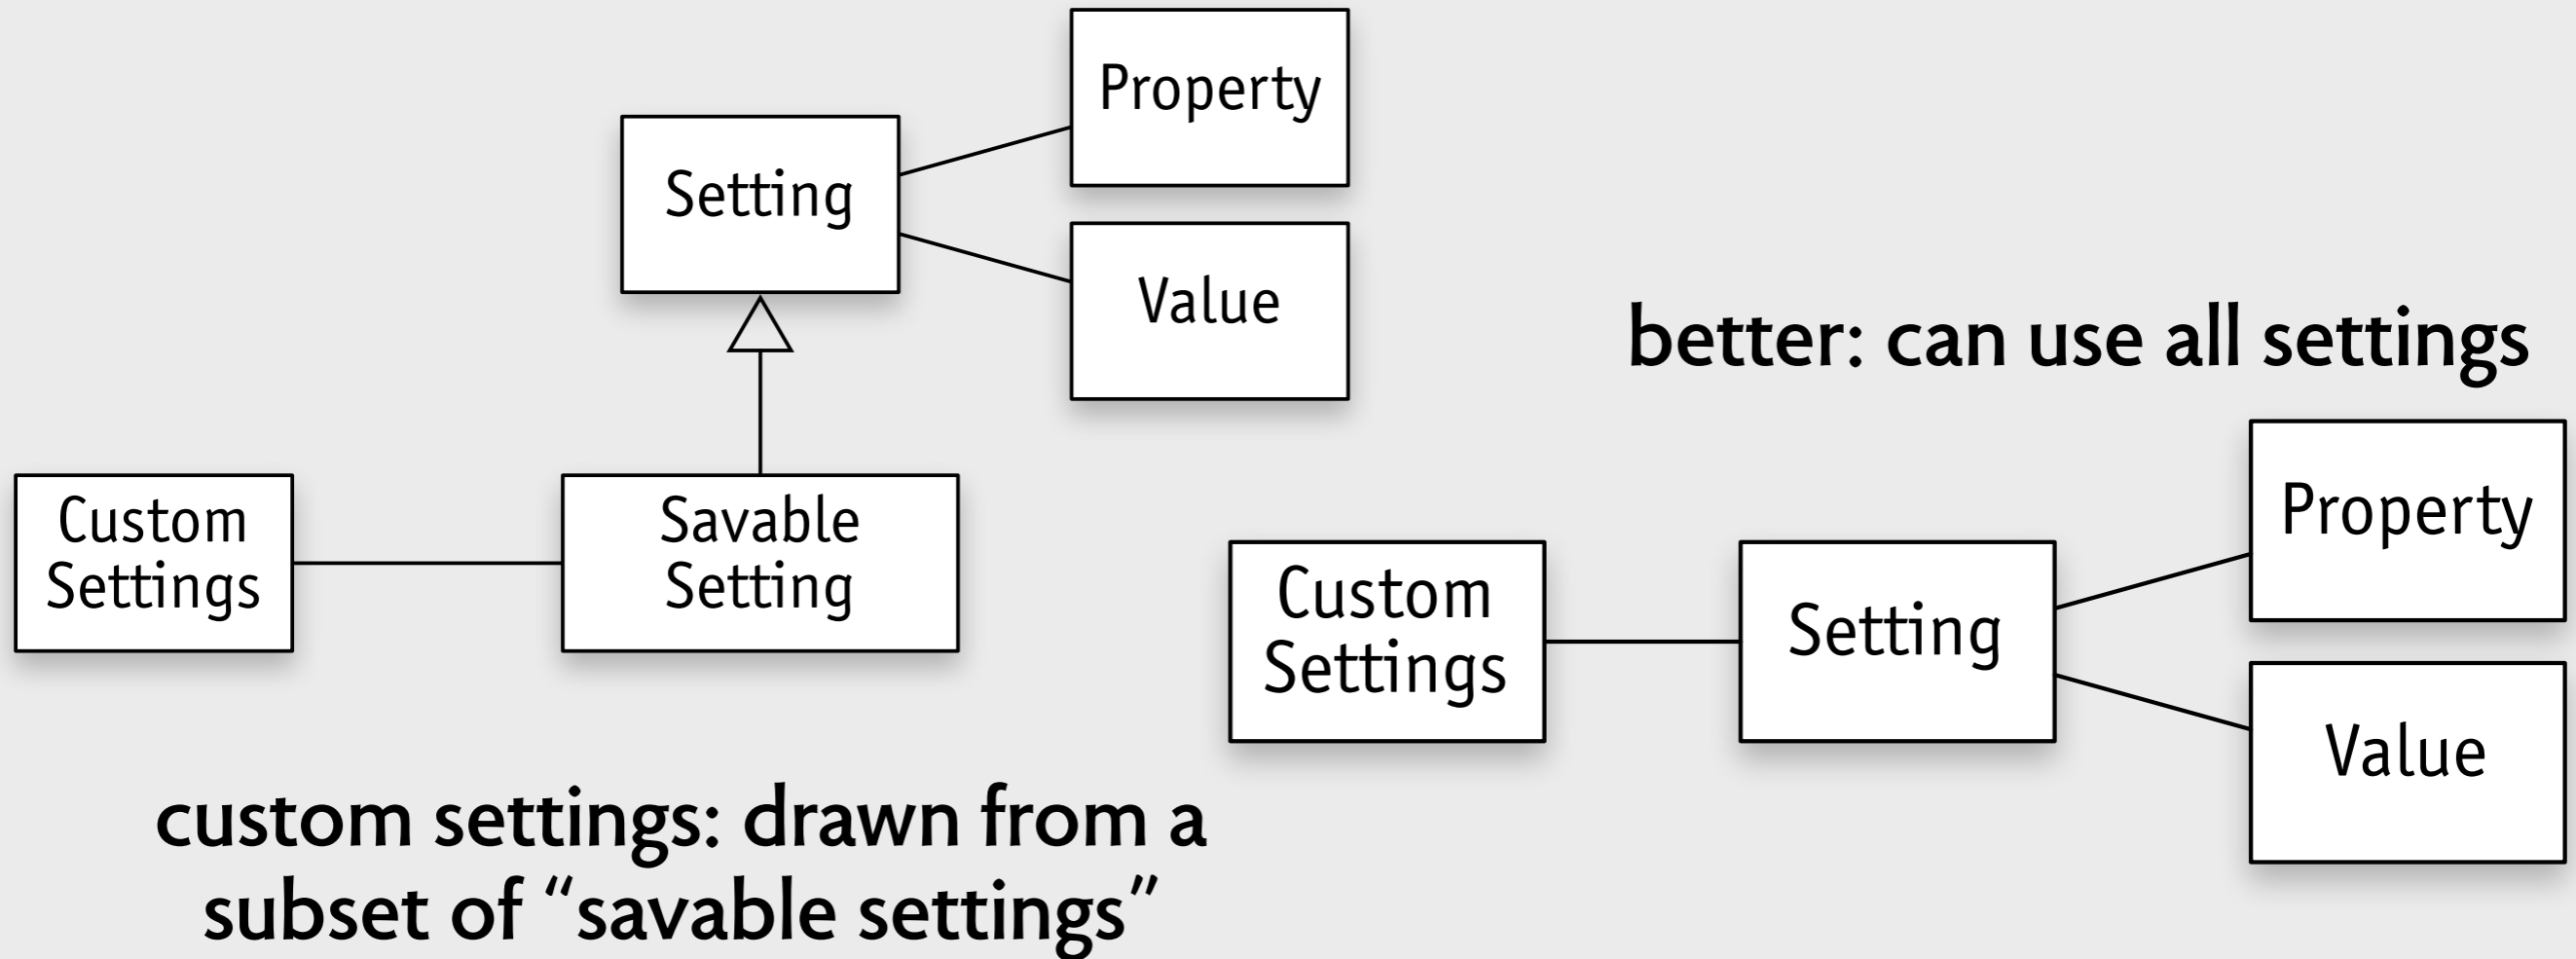 Property
Setting
Value
Custom
Settings
Savable
Setting
custom settings: drawn from a
subset of “savable settings”
better: can use all settings
Property
Custom
Settings
Setting
Value